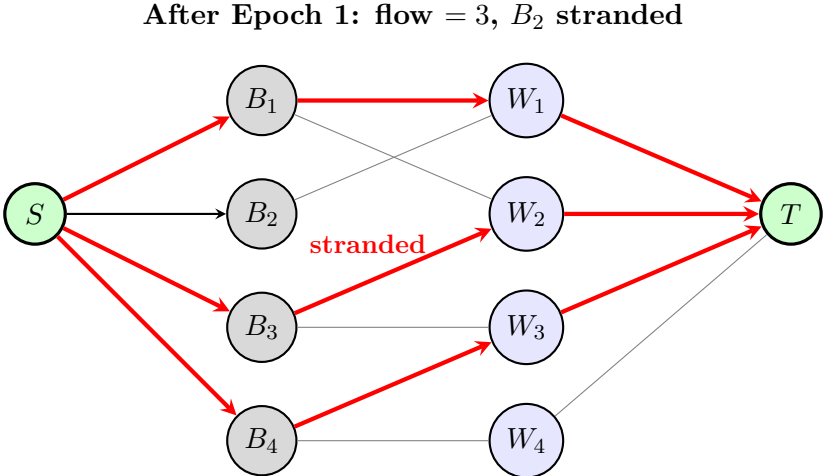 After Epoch 1: flow = 3, B₂ stranded
B₁
W₁
S
B₂
W₂
T
stranded
B₃
W₃
B₄
W₄